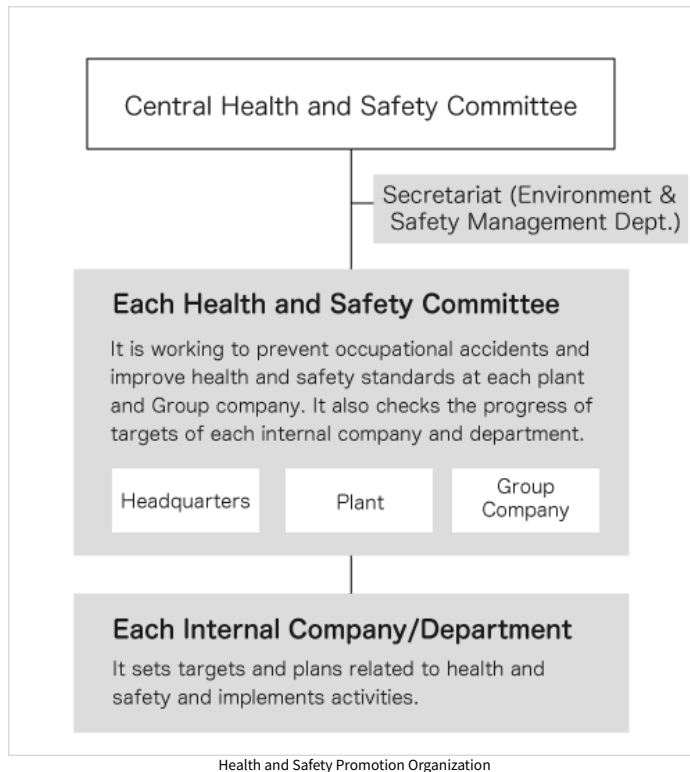 Central Health and Safety Committee
Secretariat (Environment &
Safety Management Dept.)
Each Health and Safety Committee
It is working to prevent occupational accidents and
improve health and safety standards at each plant
and Group company. It also checks the progress of
targets of each internal company and department.
Headquarters
Plant
Group
Company
Each Internal Company/Department
It sets targets and plans related to health and
safety and implements activities.
Health and Safety Promotion Organization